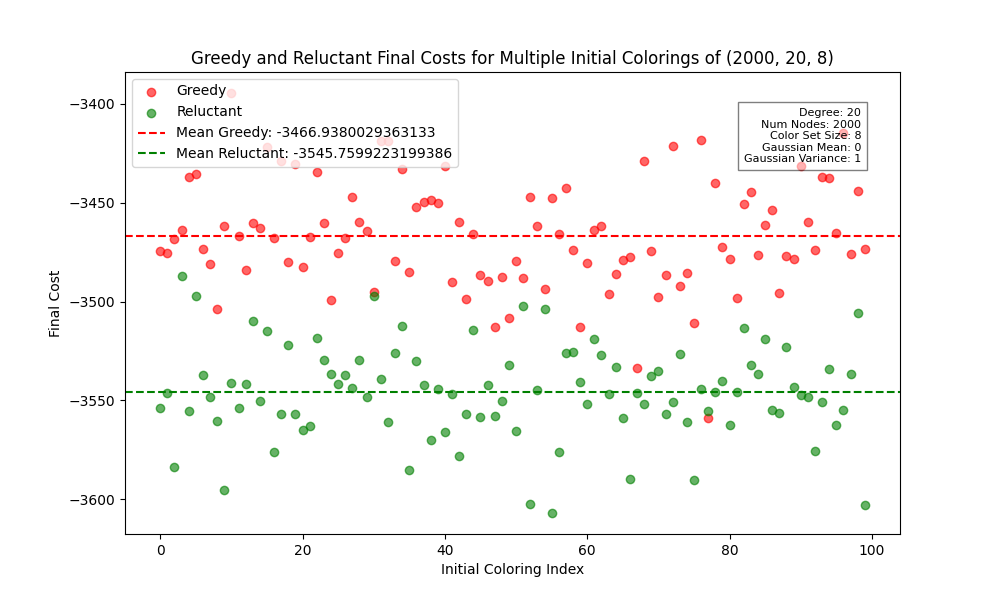 Greedy and Reluctant Final Costs for Multiple Initial Colorings of (2000, 20, 8)
Greedy
Reluctant
Mean Greedy: -3466.9380029363133
Mean Reluctant: -3545.7599223199386
Degree: 20
Num Nodes: 2000
Color Set Size: 8
Gaussian Mean: 0
Gaussian Variance: 1
Final Cost
−3400
−3450
−3500
−3550
−3600
0 20 40 60 80 100
Initial Coloring Index